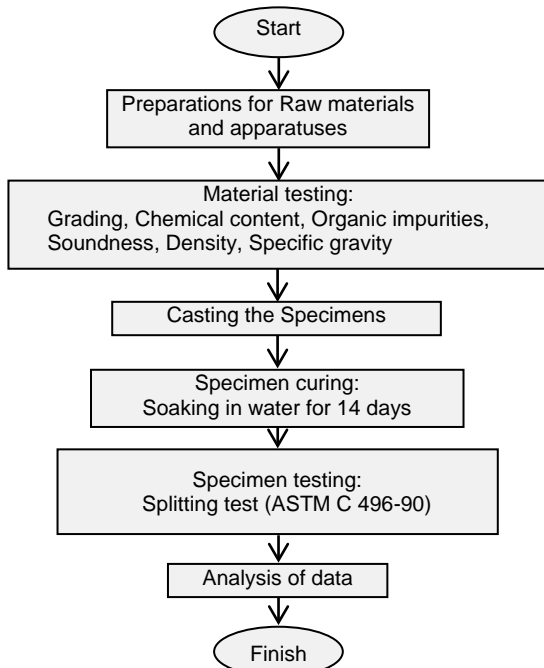 Start
Preparations for Raw materials
and apparatuses
Material testing:
Grading, Chemical content, Organic impurities,
Soundness, Density, Specific gravity
Casting the Specimens
Specimen curing:
Soaking in water for 14 days
Specimen testing:
Splitting test (ASTM C 496-90)
Analysis of data
Finish